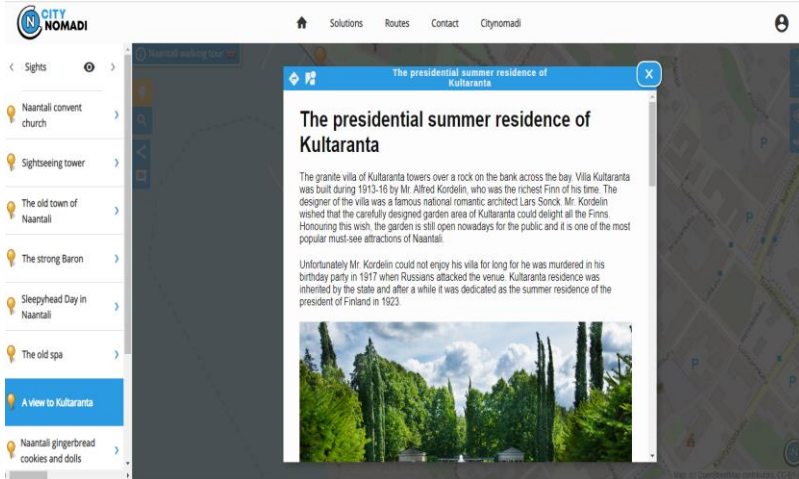 CITY
NOMADI
Solutions
Routes
Contact
Citynomadi
Sights
Naantali convent
church
Sightseeing tower
The old town of
Naantali
The strong Baron
Sleepyhead Day in
Naantali
The old spa
A view to Kultaranta
Naantali gingerbread
cookies and dolls
Naantali walking tour
The presidential summer residence of
Kultaranta
X
The presidential summer residence of
Kultaranta
The granite villa of Kultaranta towers over a rock on the bank across the bay. Villa Kultaranta
was built during 1913-16 by Mr. Alfred Kordelin, who was the richest Finn of his time. The
designer of the villa was a famous national romantic architect Lars Sonck. Mr. Kordelin
wished that the carefully designed garden area of Kultaranta could delight all the Finns.
Honouring this wish, the garden is still open nowadays for the public and it is one of the most
popular must-see attractions of Naantali.
Unfortunately Mr. Kordelin could not enjoy his villa for long for he was murdered in his
birthday party in 1917 when Russians attacked the venue. Kultaranta residence was
inherited by the state and after a while it was dedicated as the summer residence of the
president of Finland in 1923.
P
P
P